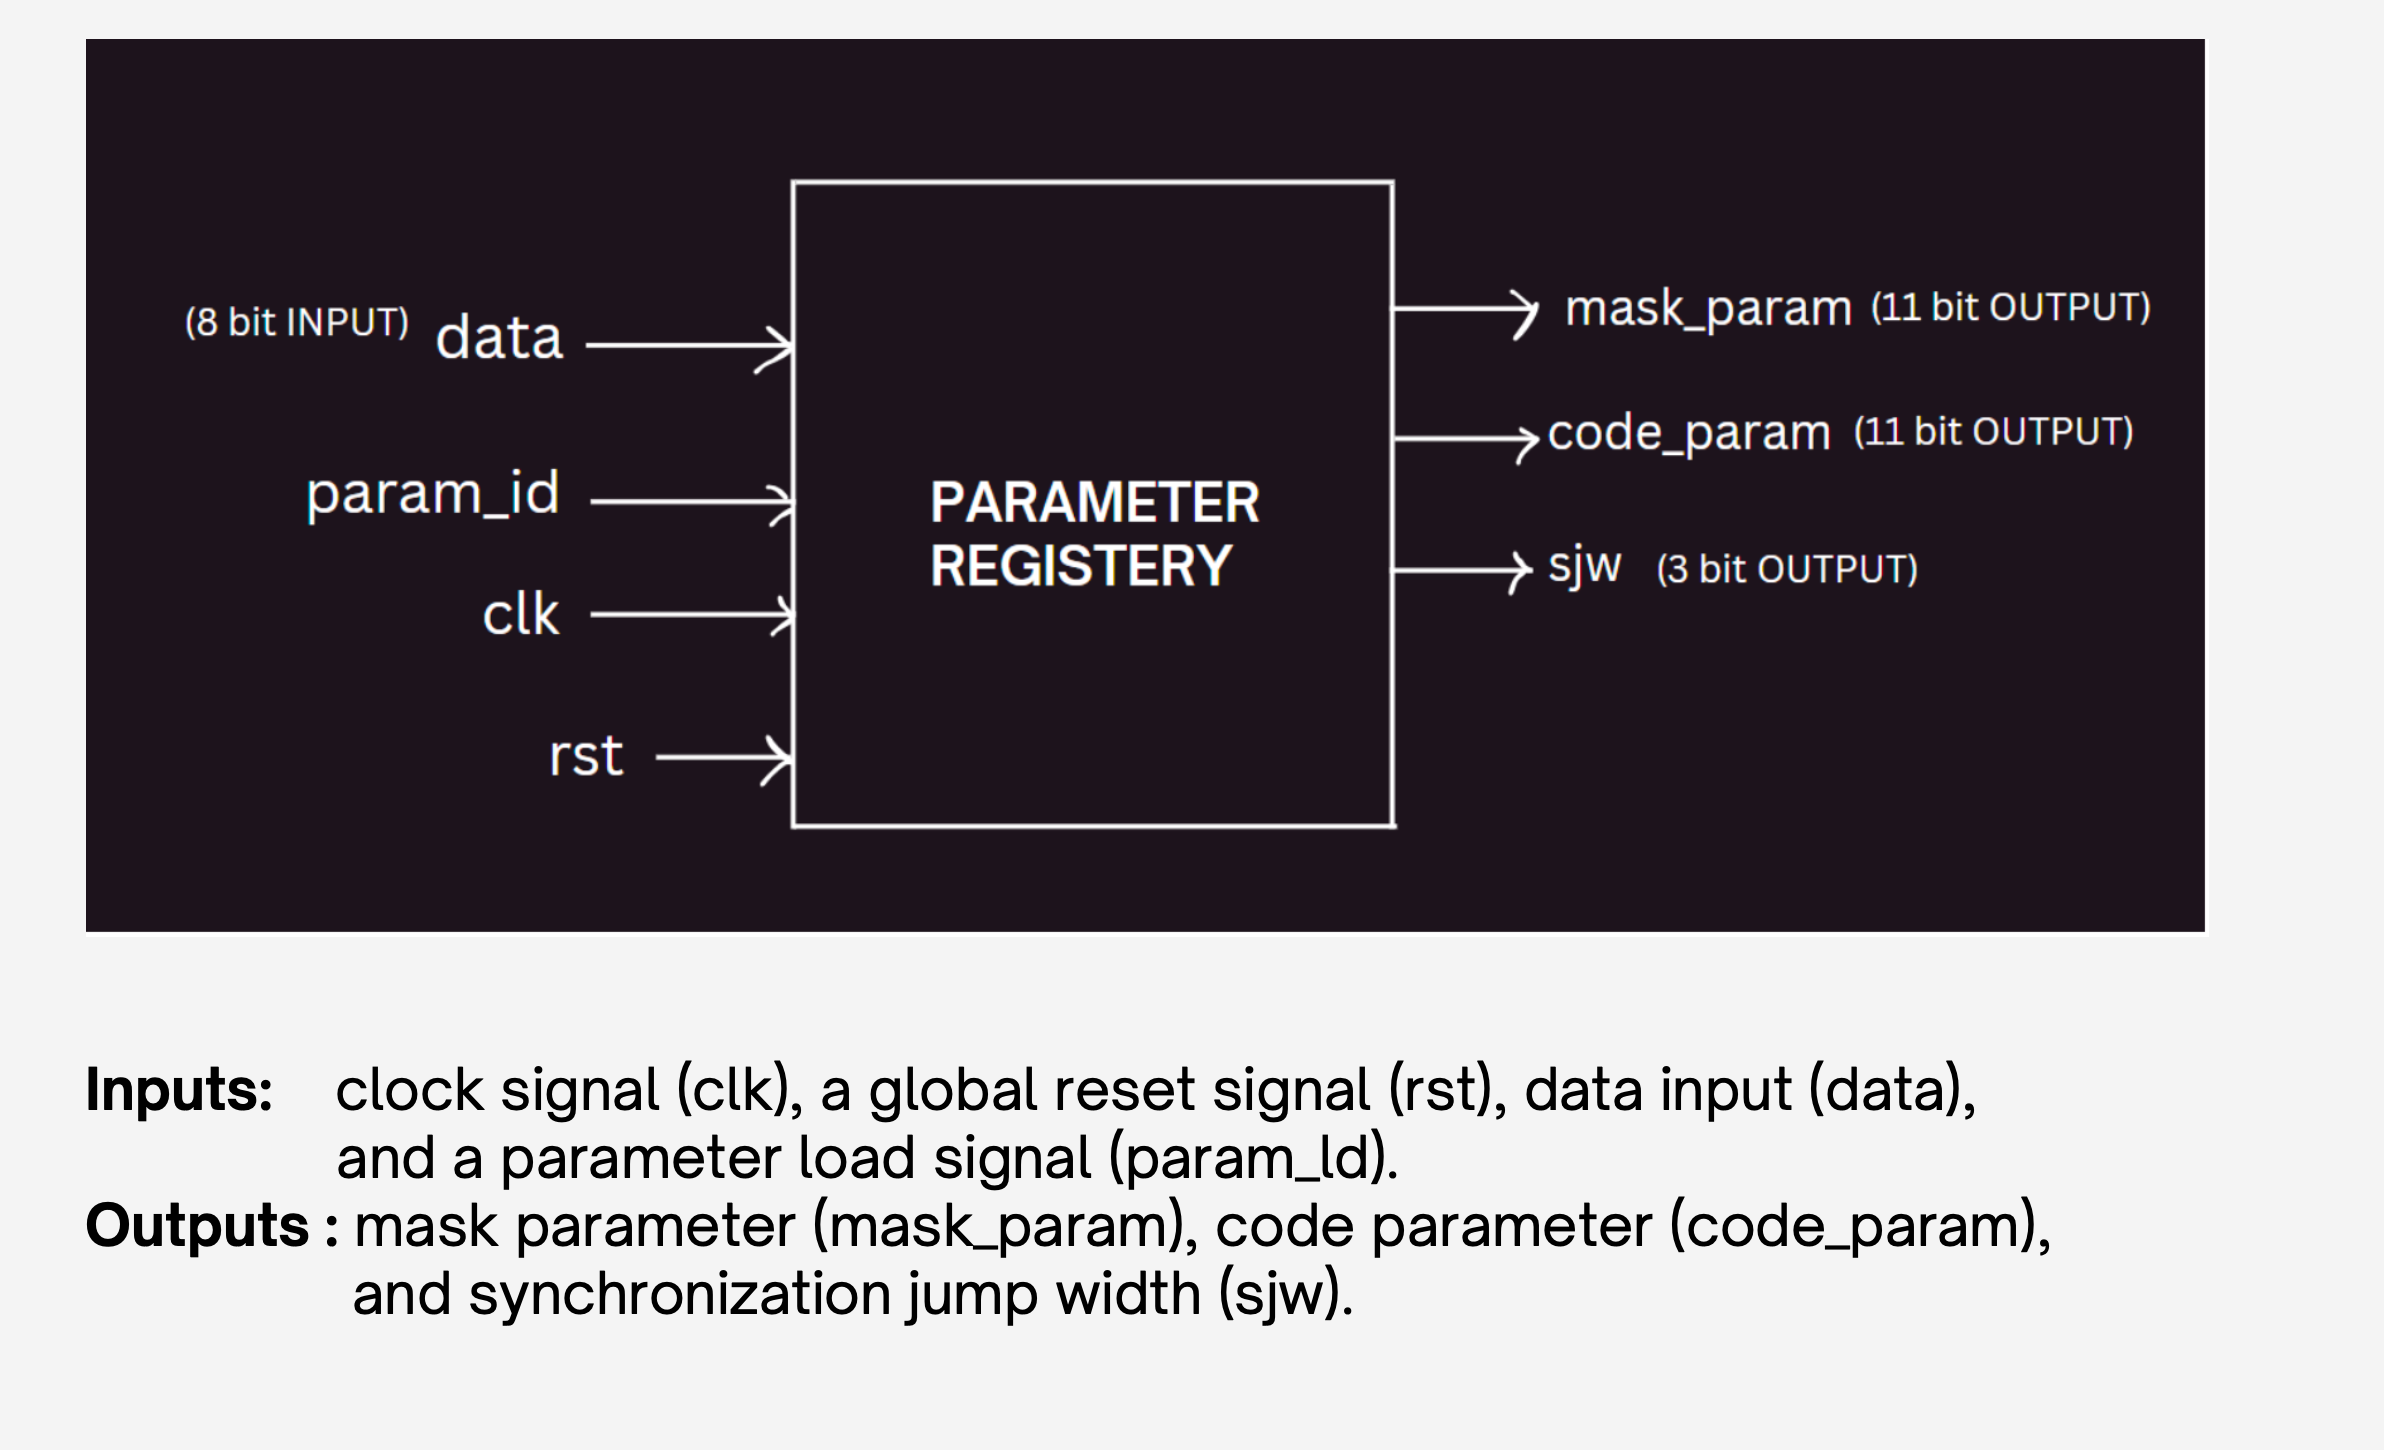 (8 bit INPUT) data
param_id
clk
rst
PARAMETER
REGISTERY
mask_param (11 bit OUTPUT)
code_param (11 bit OUTPUT)
sjw (3 bit OUTPUT)
Inputs: clock signal (clk), a global reset signal (rst), data input (data),
and a parameter load signal (param_ld).
Outputs : mask parameter (mask_param), code parameter (code_param),
and synchronization jump width (sjw).